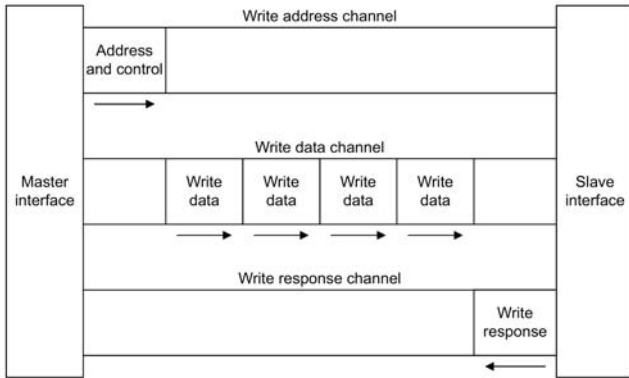 Write address channel
Address
and control
Write data channel
Master
interface
Write
data
Write
data
Write
data
Write
data
Slave
interface
Write response channel
Write
response